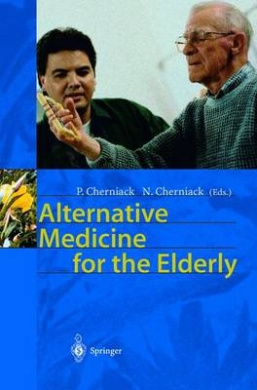 P. Cherniack N. Cherniack (Eds.)
Alternative
Medicine
for the Elderly
Springer